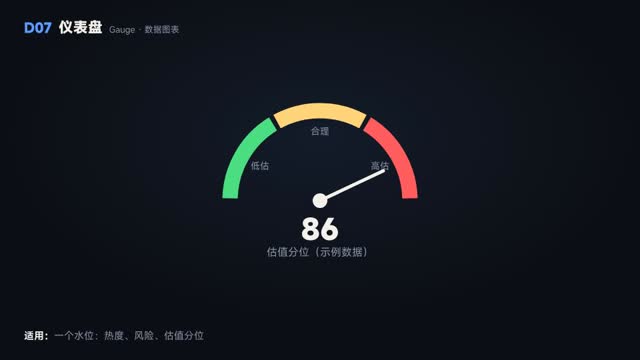 D07 仪表盘 Gauge · 数据图表
合理
低估
高估
86
估值分位（示例数据）
适用：一个水位：热度、风险、估值分位